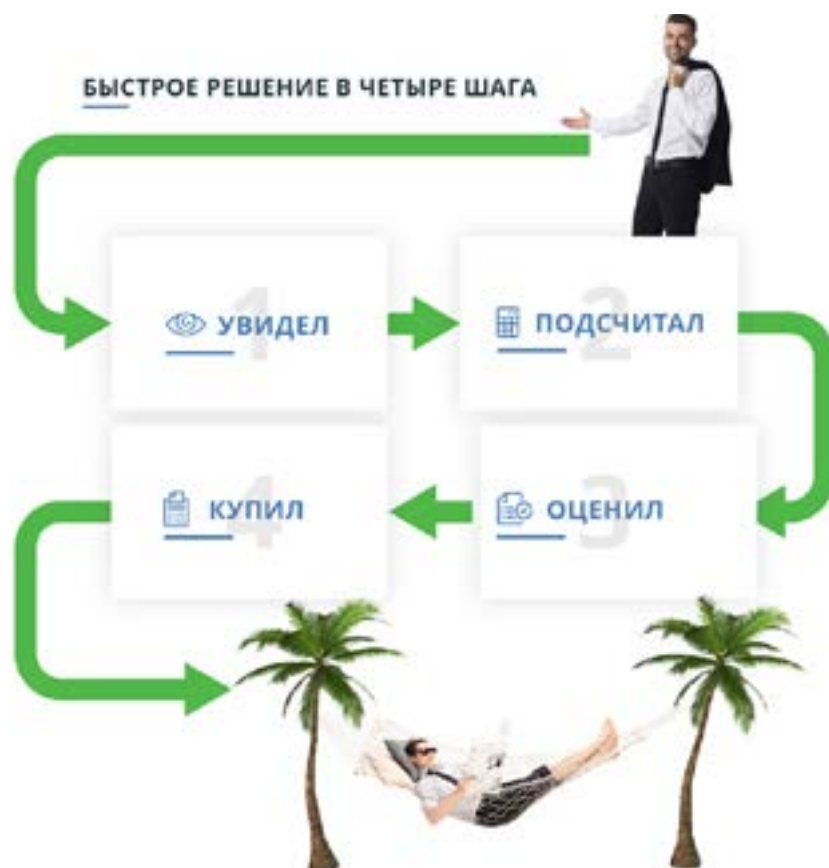 БЫСТРОЕ РЕШЕНИЕ В ЧЕТЫРЕ ШАГА
1
УВИДЕЛ
2
ПОДСЧИТАЛ
3
ОЦЕНИЛ
4
КУПИЛ